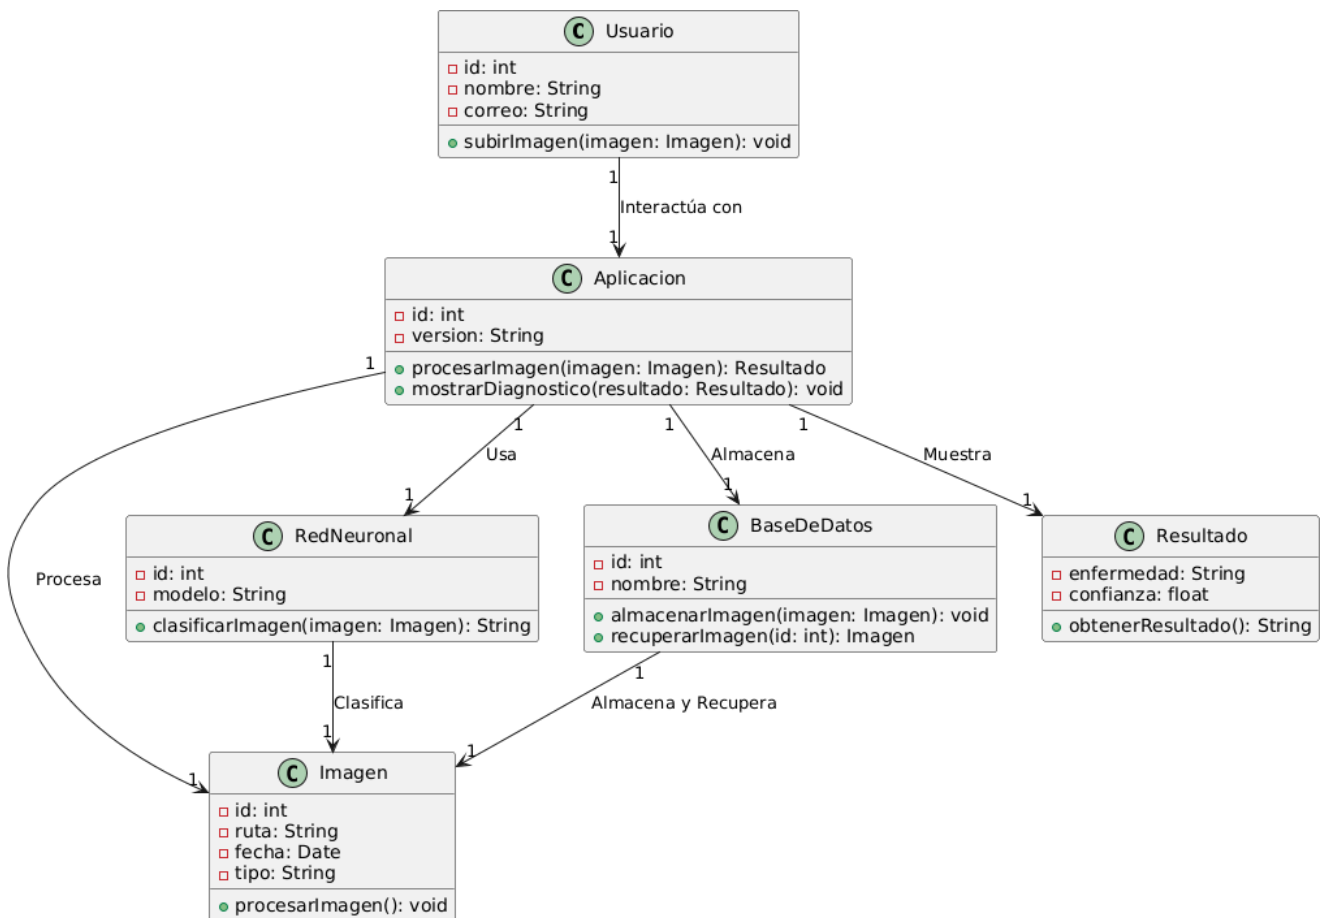 C Usuario
id: int
nombre: String
correo: String
subirImagen(imagen: Imagen): void
1
Interactúa con
1
C Aplicacion
id: int
version: String
procesarImagen(imagen: Imagen): Resultado
mostrarDiagnostico(resultado: Resultado): void
1
1
1
1
Usa
Almacena
Muestra
1
1
1
C RedNeuronal
id: int
modelo: String
clasificarImagen(imagen: Imagen): String
C BaseDeDatos
id: int
nombre: String
almacenarImagen(imagen: Imagen): void
recuperarImagen(id: int): Imagen
C Resultado
enfermedad: String
confianza: float
obtenerResultado(): String
Procesa
1
1
Clasifica
Almacena y Recupera
1
1
1
C Imagen
id: int
ruta: String
fecha: Date
tipo: String
procesarImagen(): void